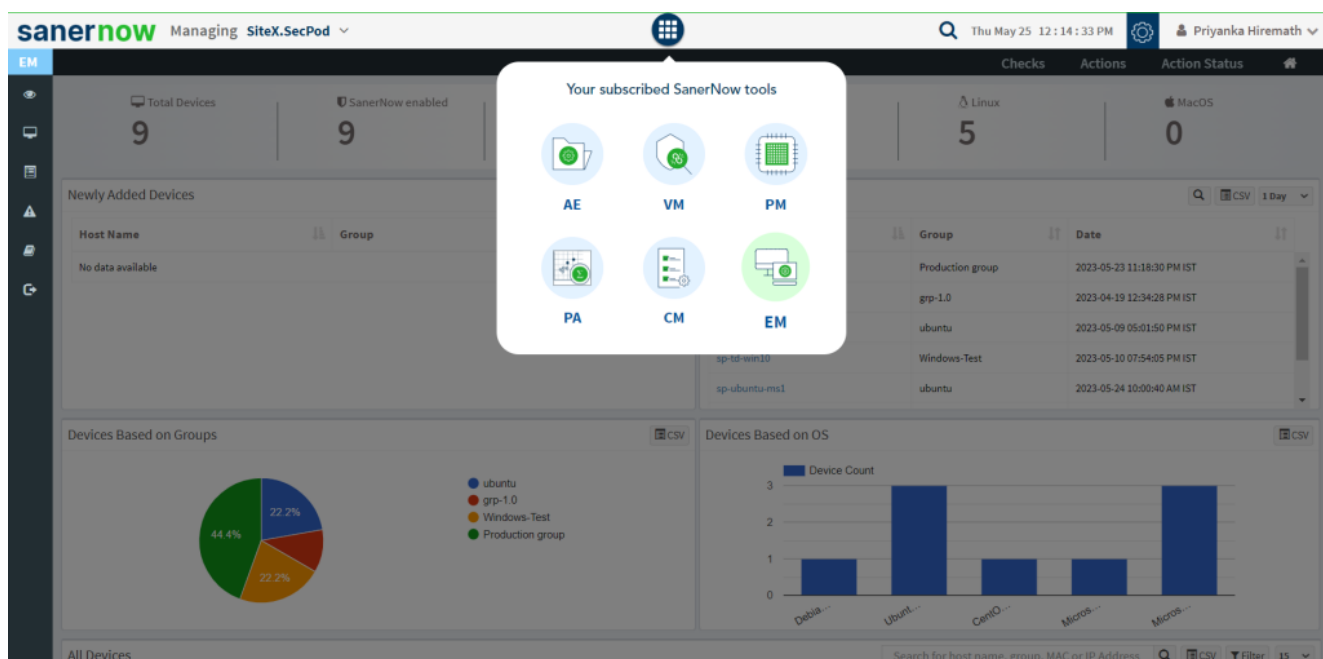 sanernow Managing SiteX.SecPod Thu May 25 12:14:33 PM Priyanka Hiremath
EM Checks Actions Action Status
Your subscribed SanerNow tools
Total Devices SanerNow enabled Linux MacOS
9 9 5 0
AE VM PM
PA CM EM
Newly Added Devices CSV 1 Day
Host Name Group Group Date
No data available Production group 2023-05-23 11:18:30 PM IST
grp-1.0 2023-04-19 12:34:28 PM IST
ubuntu 2023-05-09 05:01:50 PM IST
sp-td-win10 Windows-Test 2023-05-10 07:54:05 PM IST
sp-ubuntu-ms1 ubuntu 2023-05-24 10:00:40 AM IST
Devices Based on Groups CSV Devices Based on OS CSV
ubuntu
grp-1.0
Windows-Test
Production group
22.2%
44.4%
22.2%
Device Count
3
2
1
0
Debia... Ubunt... CentO... Micros... Micros...
All Devices Search for host name, group, MAC or IP Address CSV Filter 15